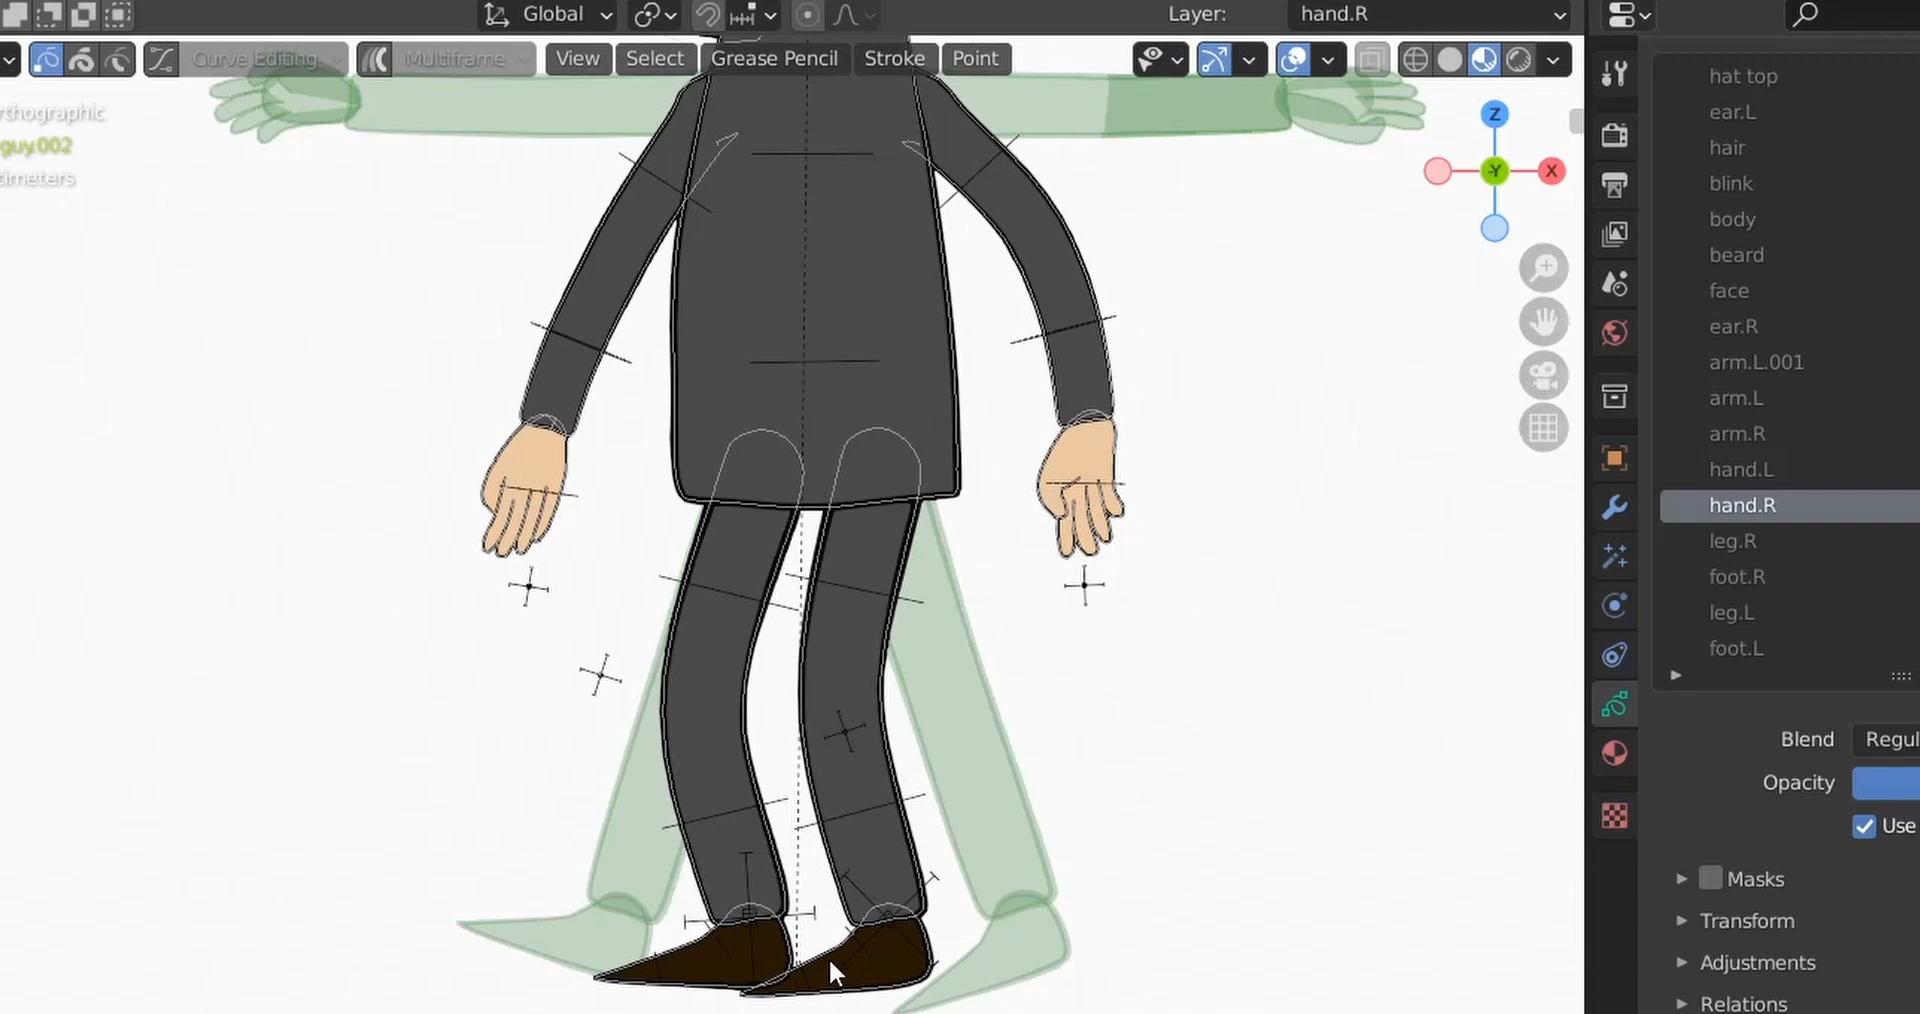 Global
Layer: hand.R
Curve Editing Multiframe View Select Grease Pencil Stroke Point
rthographic
guy.002
timeters
Z
-Y
X
hat top
ear.L
hair
blink
body
beard
face
ear.R
arm.L.001
arm.L
arm.R
hand.L
hand.R
leg.R
foot.R
leg.L
foot.L
Blend Regul
Opacity
Use
Masks
Transform
Adjustments
Relations